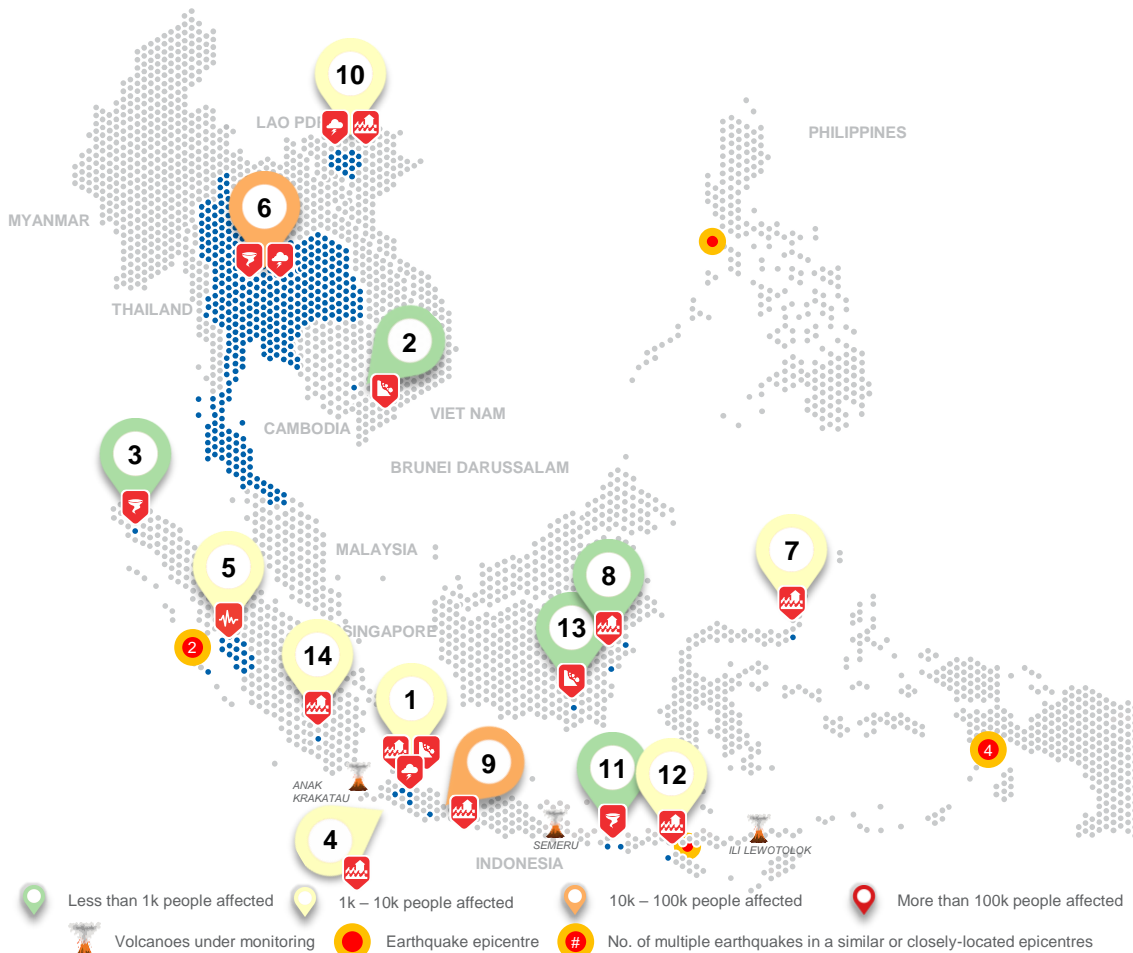 10
LAO PDR
PHILIPPINES
6
MYANMAR
THAILAND
2
VIET NAM
CAMBODIA
3
BRUNEI DARUSSALAM
7
MALAYSIA
5
8
13
SINGAPORE
2
14
1
4
9
11
12
ANAK
KRAKATAU
4
SEMERU
ILI LEWOTOLOK
INDONESIA
Less than 1k people affected
1k – 10k people affected
10k – 100k people affected
More than 100k people affected
Volcanoes under monitoring
Earthquake epicentre
# No. of multiple earthquakes in a similar or closely-located epicentres